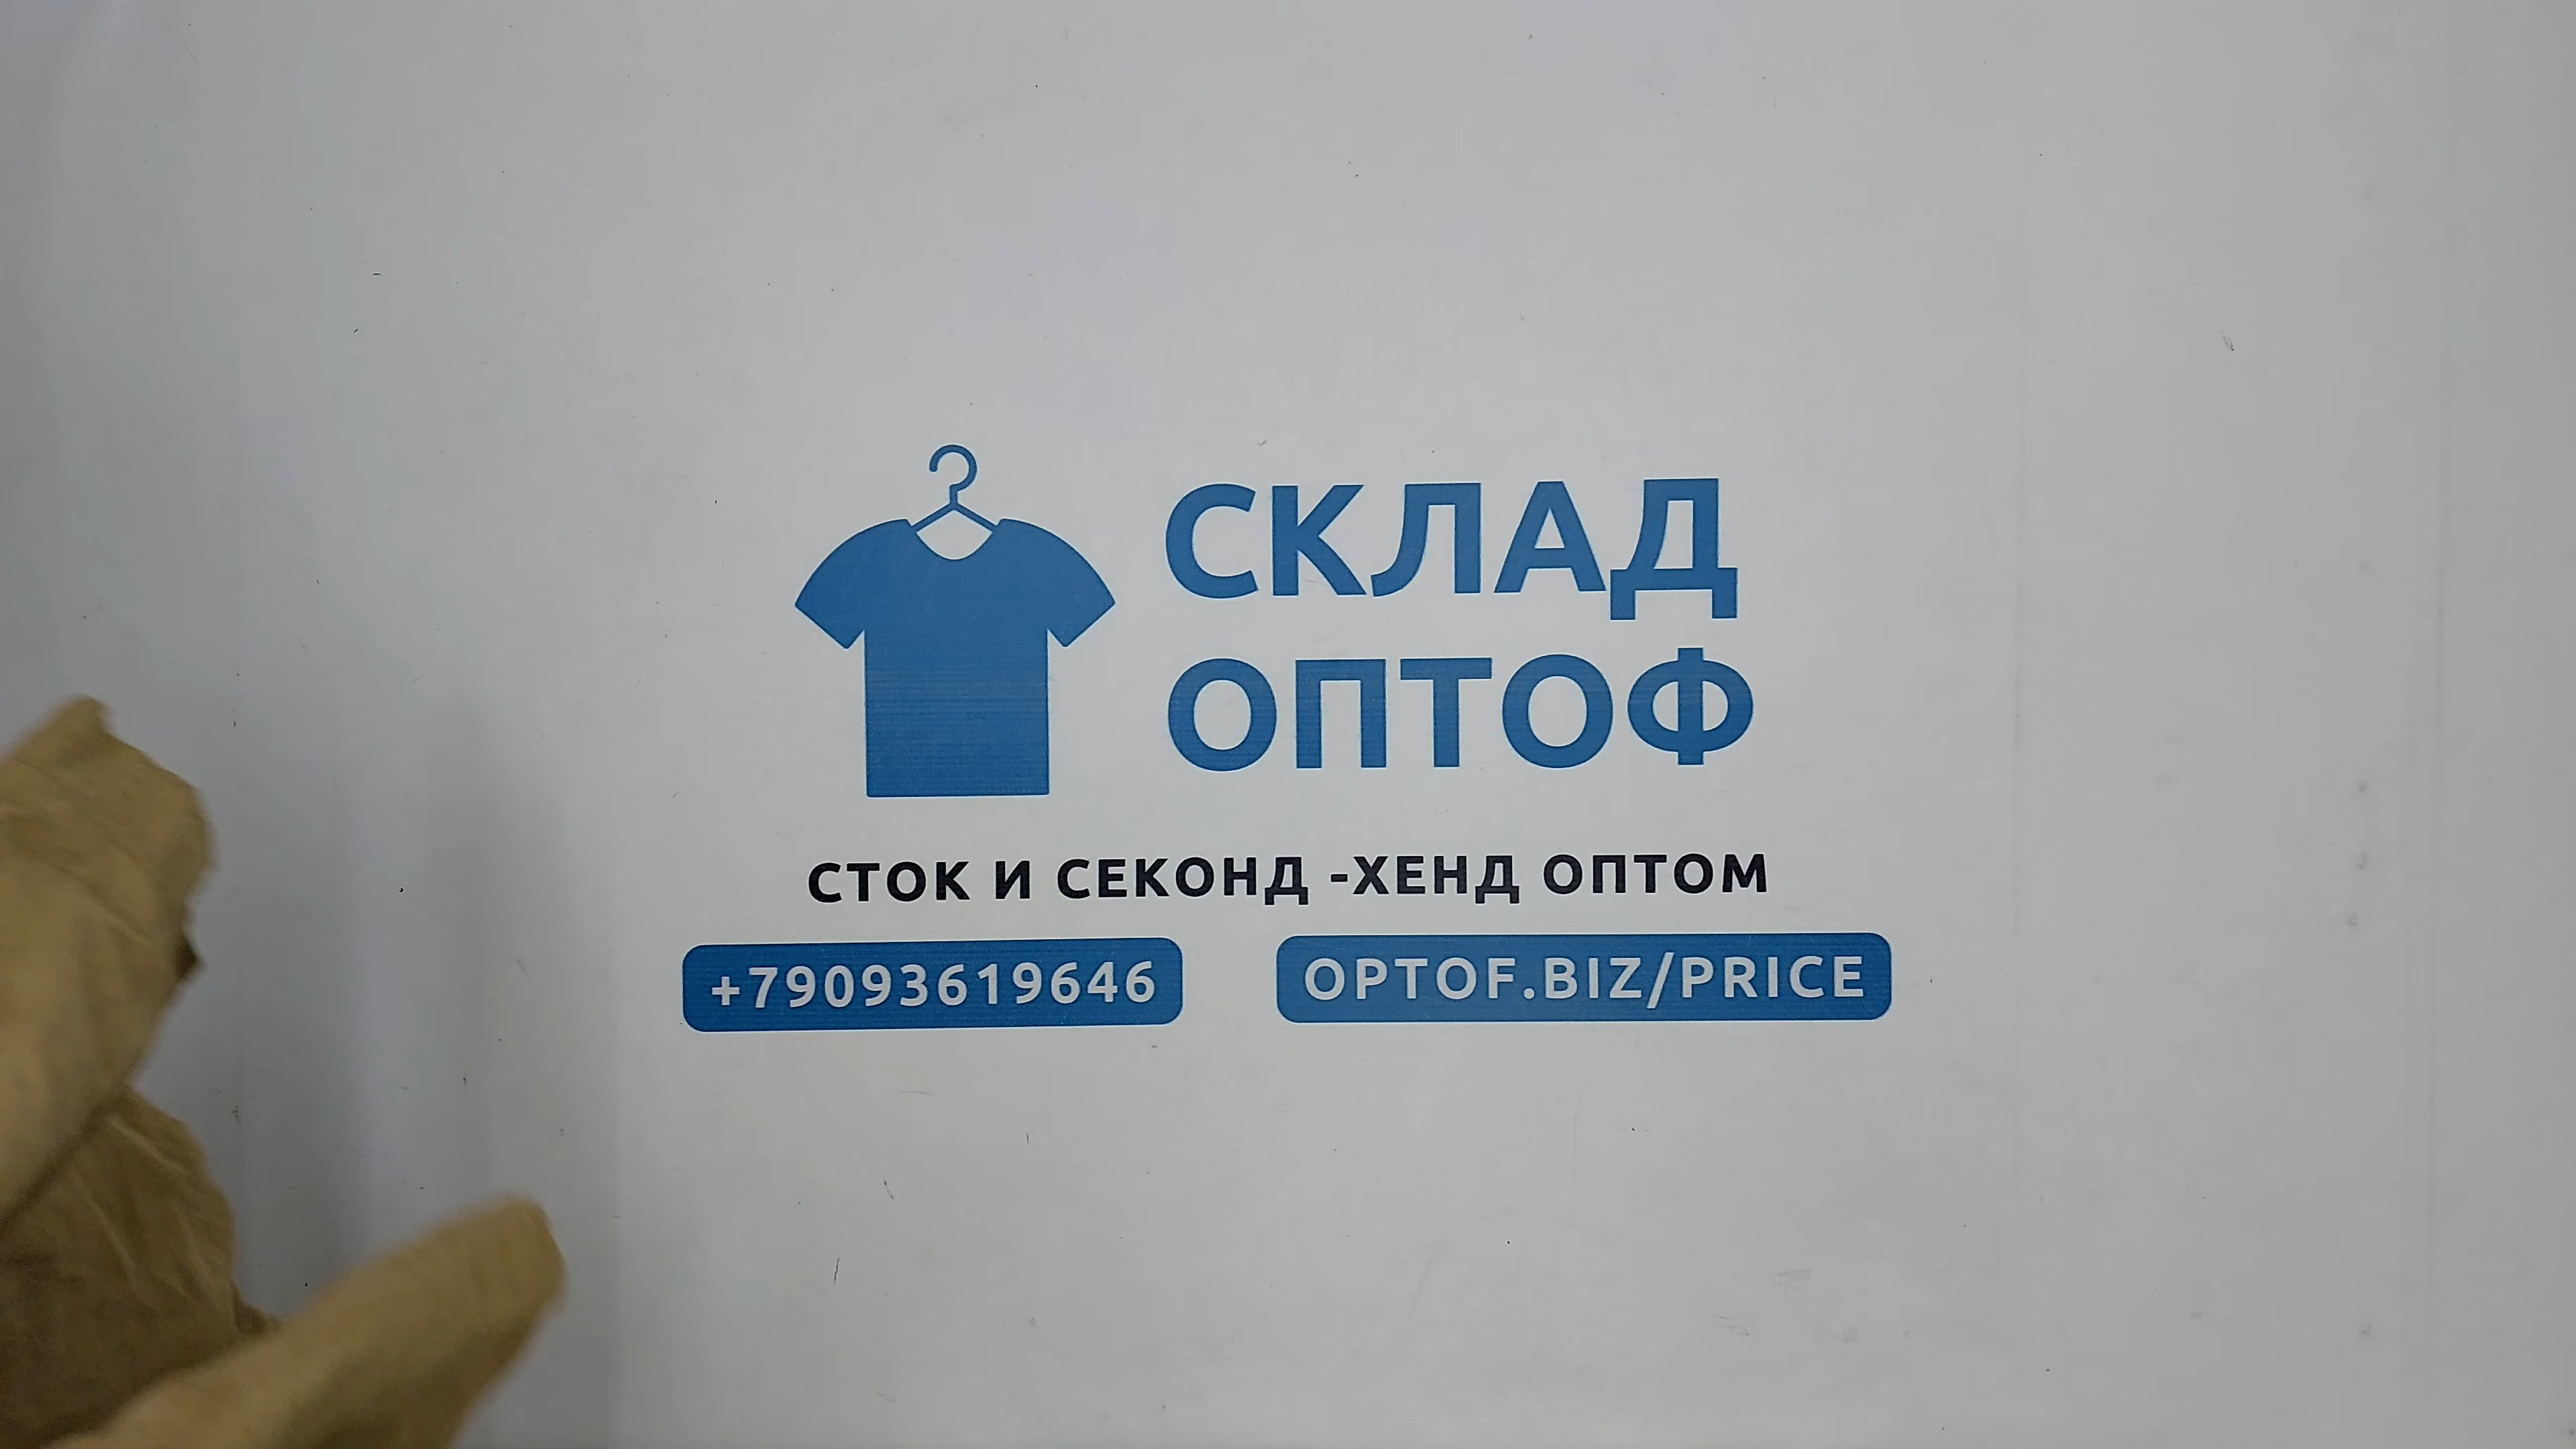 СКЛАД
ОПТОФ
СТОК И СЕКОНД -ХЕНД ОПТОМ
+79093619646
OPTOF.BIZ/PRICE